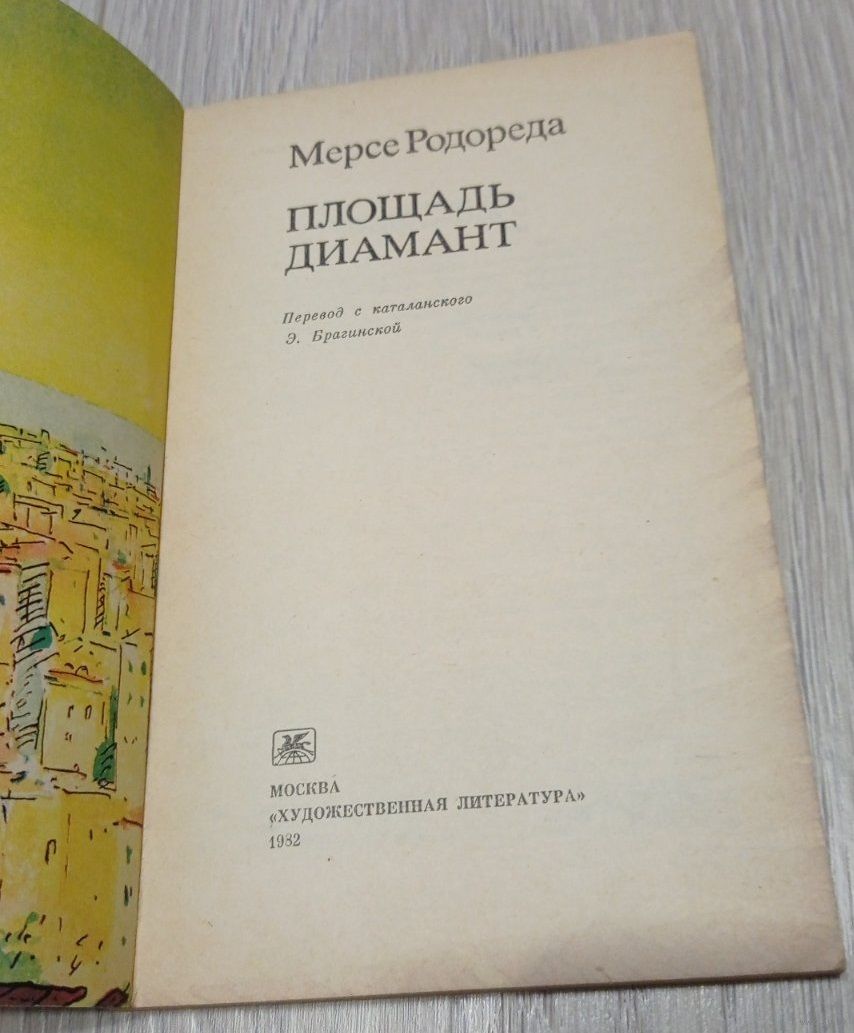 Мерсе Родореда
ПЛОЩАДЬ
ДИАМАНТ
Перевод с каталанского
Э. Брагинской
МОСКВА
«ХУДОЖЕСТВЕННАЯ ЛИТЕРАТУРА»
1982